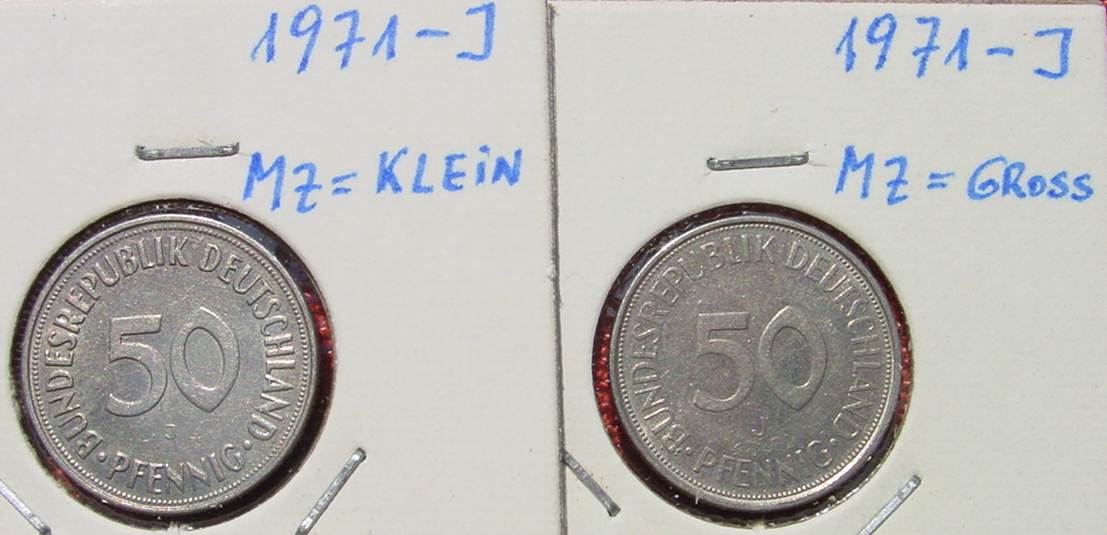 1971-J
MZ = KLEIN
BUNDESREPUBLIK DEUTSCHLAND
50
J
· PFENNIG ·
1971-J
MZ = GROSS
BUNDESREPUBLIK DEUTSCHLAND
50
J
· PFENNIG ·